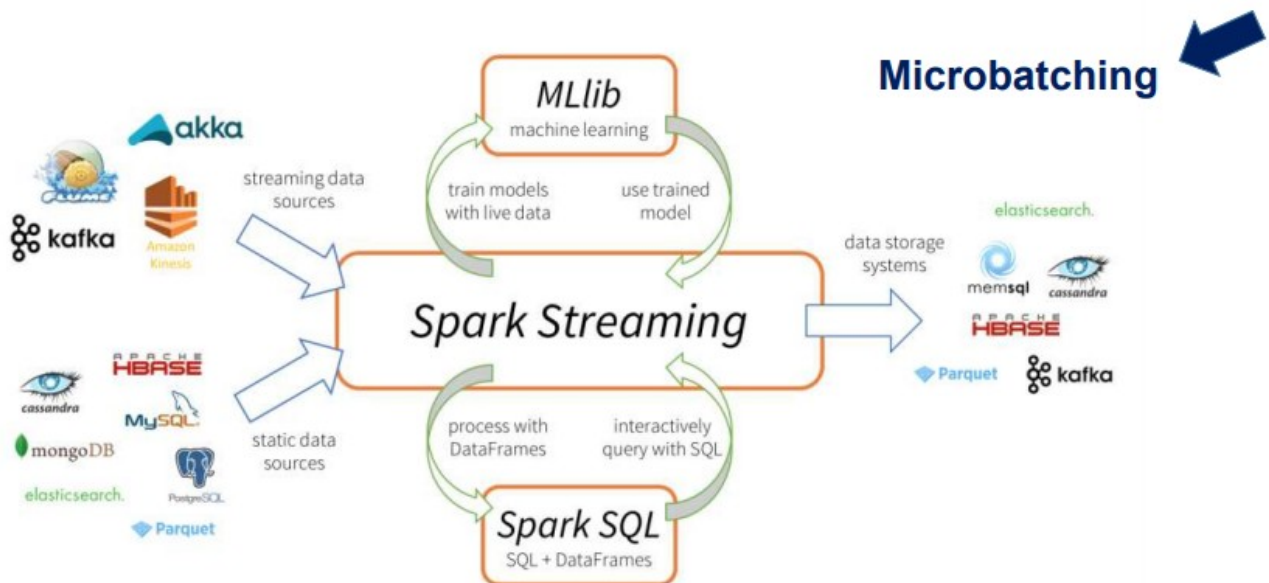 Microbatching
MLlib
machine learning
akka
FLUME
kafka
Amazon
Kinesis
streaming data
sources
train models
with live data
use trained
model
data storage
systems
elasticsearch.
memsql
cassandra
APACHE
HBASE
Parquet
kafka
Spark Streaming
APACHE
HBASE
cassandra
MySQL
mongoDB
PostgreSQL
elasticsearch.
Parquet
static data
sources
process with
DataFrames
interactively
query with SQL
Spark SQL
SQL + DataFrames